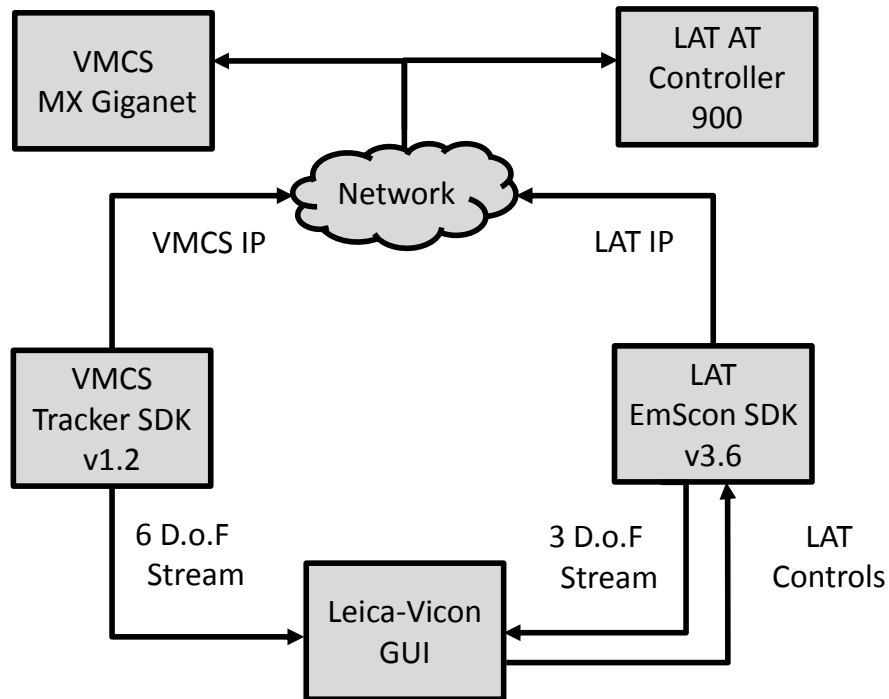 VMCS
MX Giganet
LAT AT
Controller
900
Network
VMCS IP
LAT IP
VMCS
Tracker SDK
v1.2
LAT
EmScon SDK
v3.6
6 D.o.F
Stream
3 D.o.F
Stream
LAT
Controls
Leica-Vicon
GUI